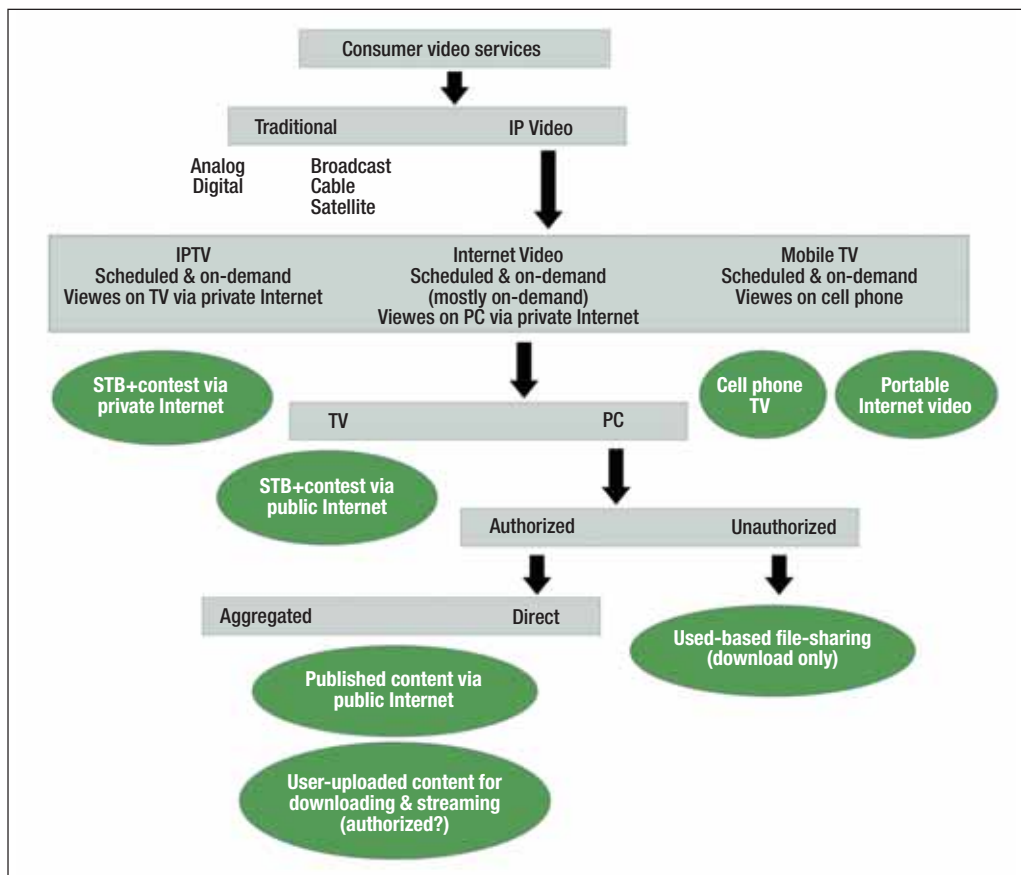 Consumer video services
Traditional IP Video
Analog Broadcast
Digital Cable
Satellite
IPTV Internet Video Mobile TV
Scheduled & on-demand Scheduled & on-demand Scheduled & on-demand
Viewes on TV via private Internet (mostly on-demand) Viewes on cell phone
Viewes on PC via private Internet
STB+contest via
private Internet
Cell phone
TV
Portable
Internet video
TV PC
STB+contest via
public Internet
Authorized Unauthorized
Aggregated Direct
Used-based file-sharing
(download only)
Published content via
public Internet
User-uploaded content for
downloading & streaming
(authorized?)